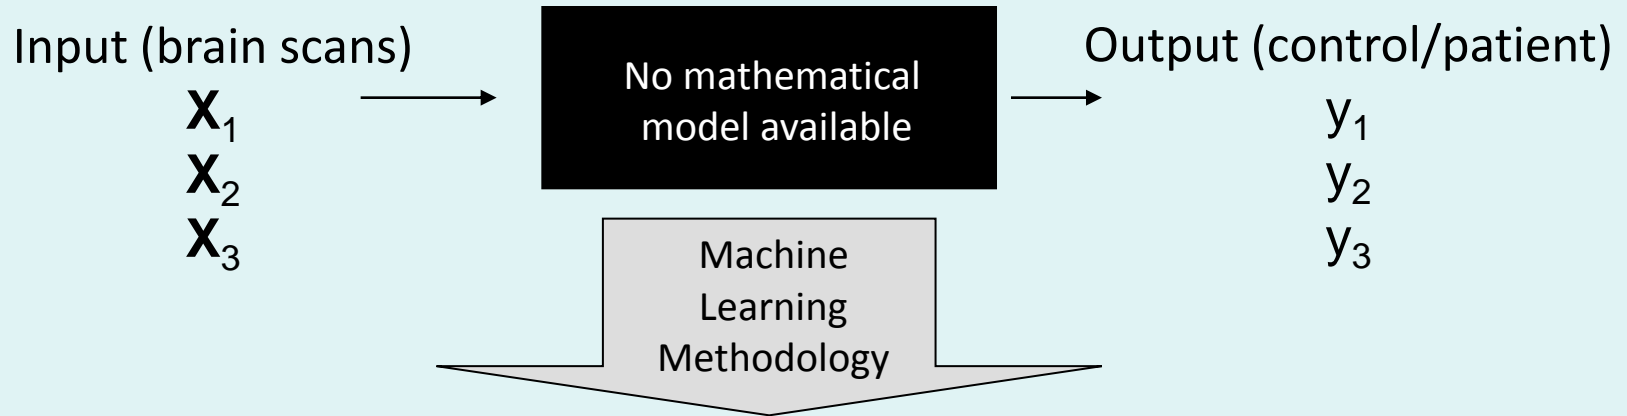 Input (brain scans)
X₁
X₂
X₃
No mathematical
model available
Output (control/patient)
y₁
y₂
y₃
Machine
Learning
Methodology